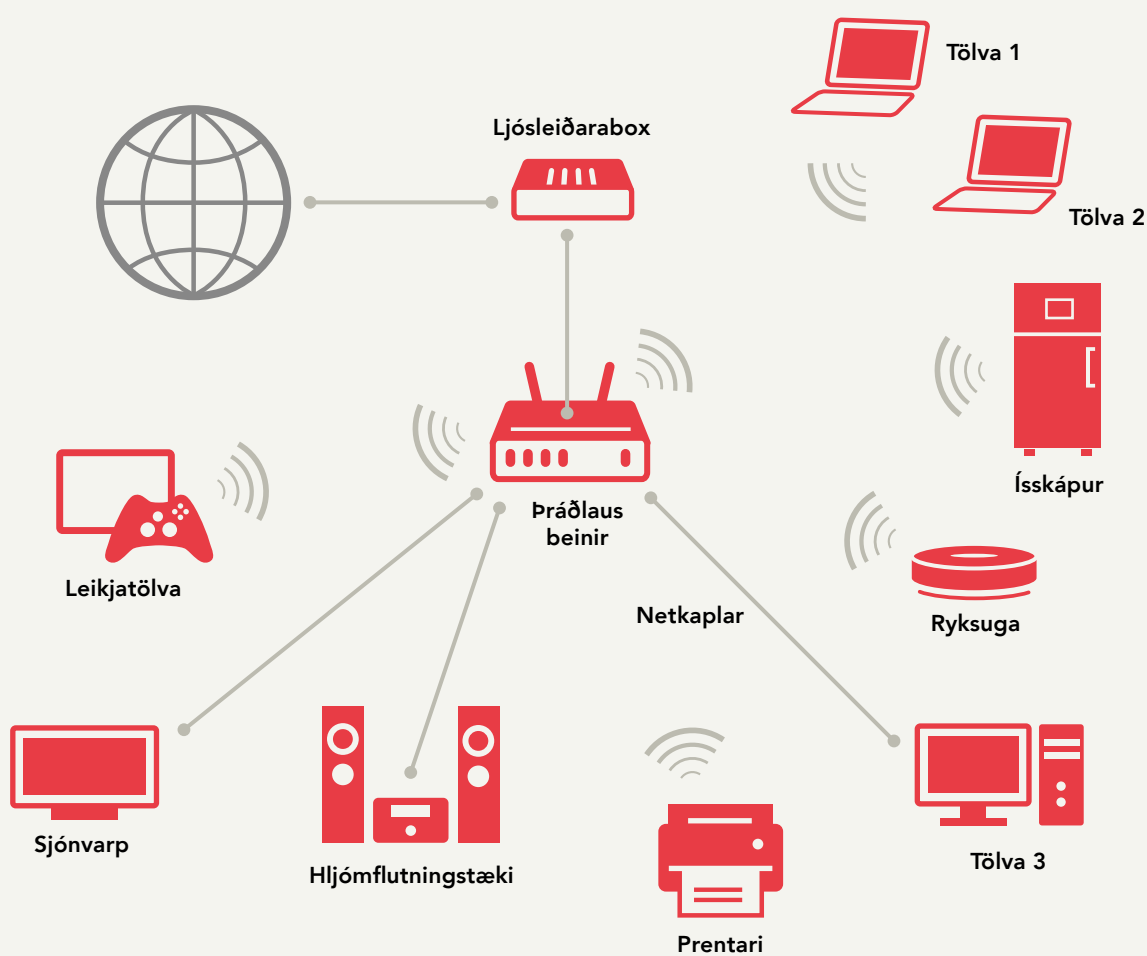 Tölva 1
Ljósleiðarabox
Tölva 2
Ísskápur
Þráðlaus
beinir
Leikjatölva
Netkaplar
Ryksuga
Sjónvarp
Hljómflutningstæki
Tölva 3
Prentari